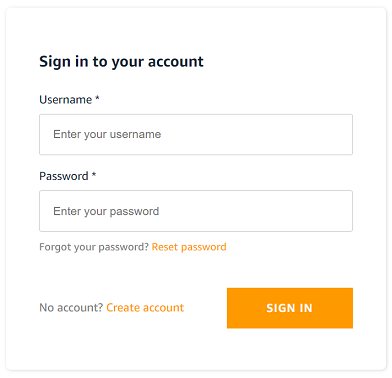 Sign in to your account
Username *
Enter your username
Password *
Enter your password
Forgot your password? Reset password
No account? Create account
SIGN IN